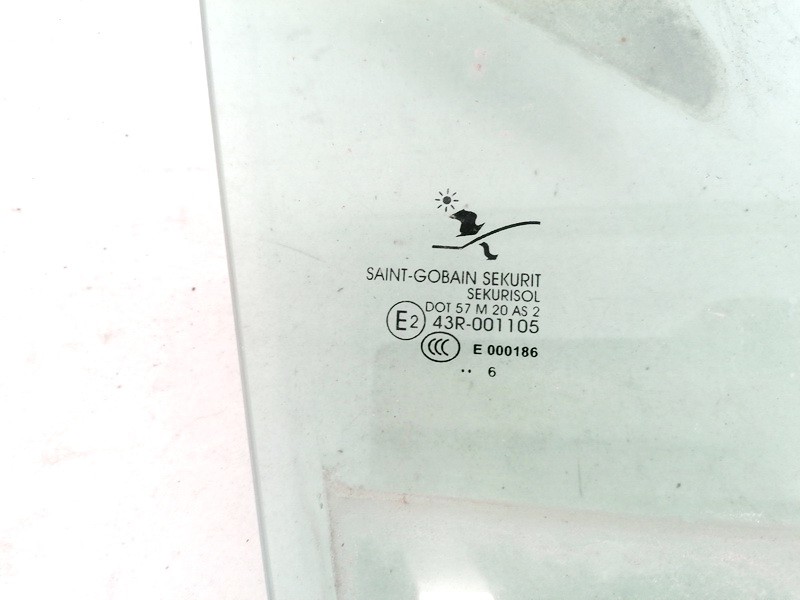 SAINT-GOBAIN SEKURIT
SEKURISOL
DOT 57 M 20 AS 2
E2 43R-001105
CCC E 000186
.. 6